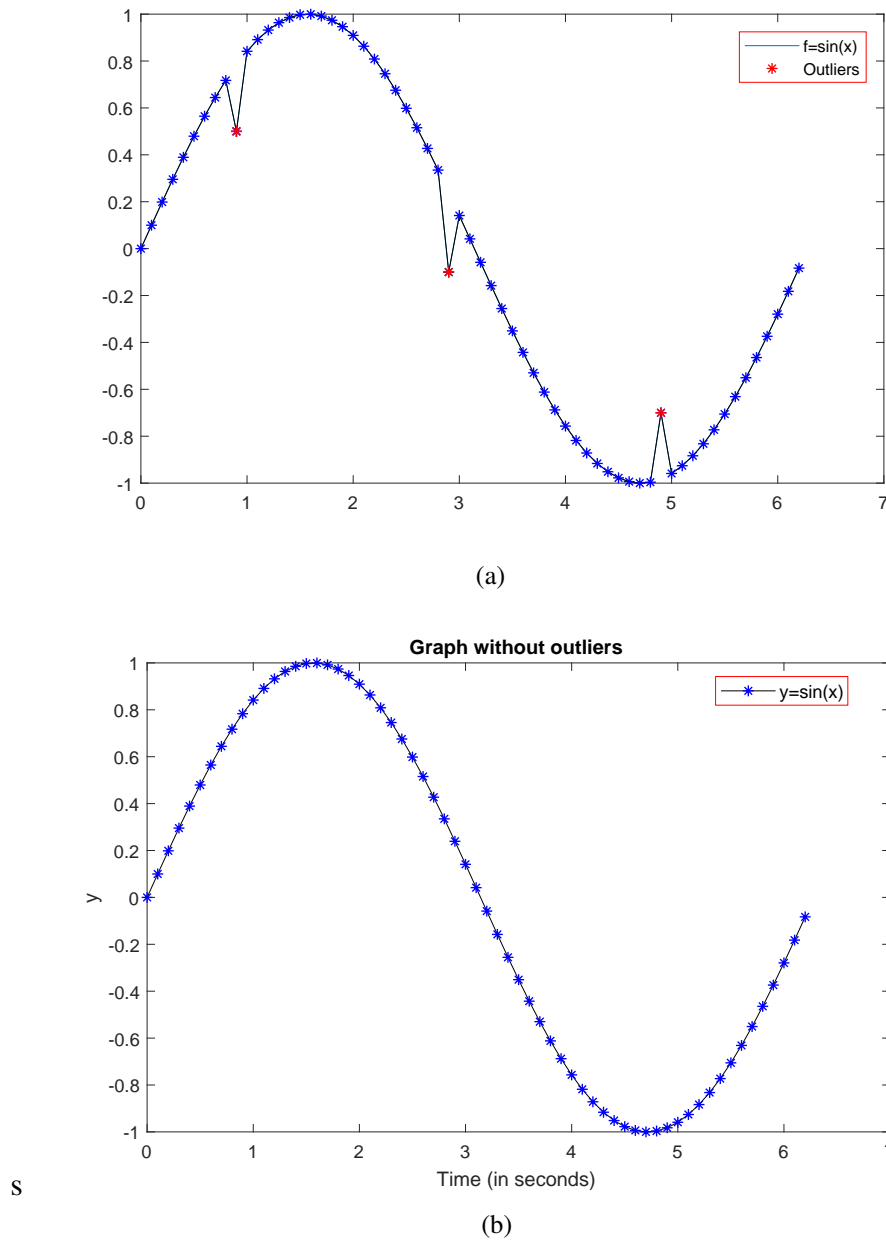 1
0.8
0.6
0.4
0.2
0
-0.2
-0.4
-0.6
-0.8
-1
0 1 2 3 4 5 6 7
f=sin(x)
Outliers
(a)
Graph without outliers
1
0.8
0.6
0.4
0.2
0
-0.2
-0.4
-0.6
-0.8
-1
y
y=sin(x)
0 1 2 3 4 5 6 7
Time (in seconds)
s
(b)